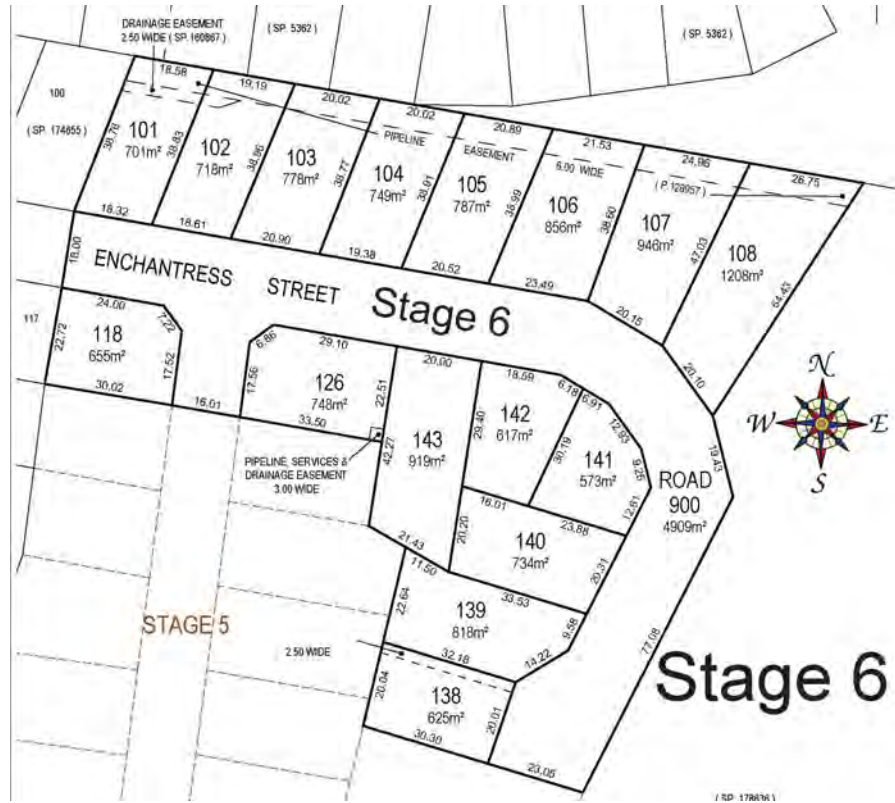 DRAINAGE EASEMENT
2.50 WIDE ( SP. 160867 )
( SP. 5362 )
( SP. 5362 )
18.58
19.19
20.02
20.02
20.89
21.53
24.96
26.75
100
( SP. 174855 )
38.76
101
701m²
38.83
102
718m²
38.86
103
778m²
38.77
104
749m²
38.91
105
787m²
38.99
106
856m²
38.60
107
946m²
47.03
108
1208m²
64.43
PIPELINE
EASEMENT
6.00 WIDE
( P.128957 )
18.32
18.61
20.90
19.38
20.52
23.49
20.15
20.10
18.00
ENCHANTRESS
STREET
Stage 6
117
24.00
7.22
22.72
118
655m²
17.52
30.02
16.01
6.86
29.10
17.56
126
748m²
22.51
33.50
20.00
143
919m²
42.27
29.40
18.59
6.18
142
617m²
6.91
12.93
30.19
141
573m²
9.25
12.81
19.43
N
W
E
S
ROAD
900
4909m²
PIPELINE, SERVICES &
DRAINAGE EASEMENT
3.00 WIDE
16.01
23.88
20.20
140
734m²
20.31
21.43
11.50
33.53
22.64
139
818m²
9.58
14.22
STAGE 5
2.50 WIDE
32.18
77.08
Stage 6
20.04
138
625m²
20.01
30.30
23.05
( SP. 178636 )